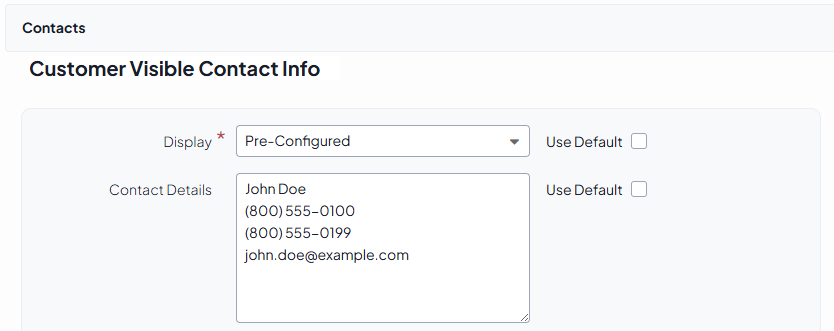 Contacts
Customer Visible Contact Info
Display * Pre-Configured Use Default
Contact Details John Doe Use Default
(800) 555-0100
(800) 555-0199
john.doe@example.com